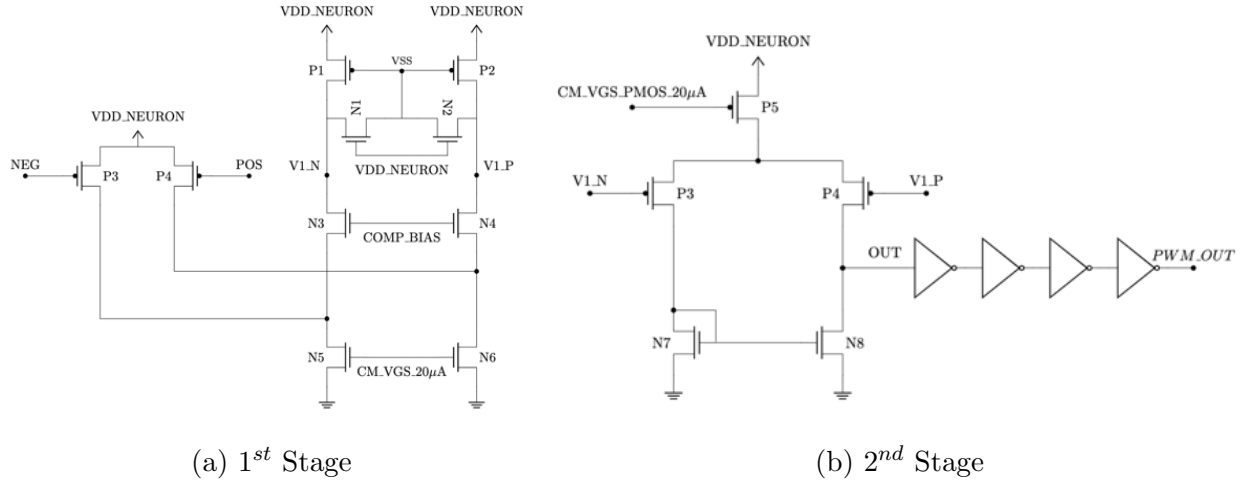 VDD_NEURON VDD_NEURON
P1 VSS P2
N1 N2
VDD_NEURON
NEG P3 P4 POS
V1_N VDD_NEURON V1_P
N3 COMP_BIAS N4
N5 CM_VGS_20μA N6
(a) 1st Stage
VDD_NEURON
CM_VGS_PMOS_20μA P5
V1_N P3 P4 V1_P
OUT PWM_OUT
N7 N8
(b) 2nd Stage